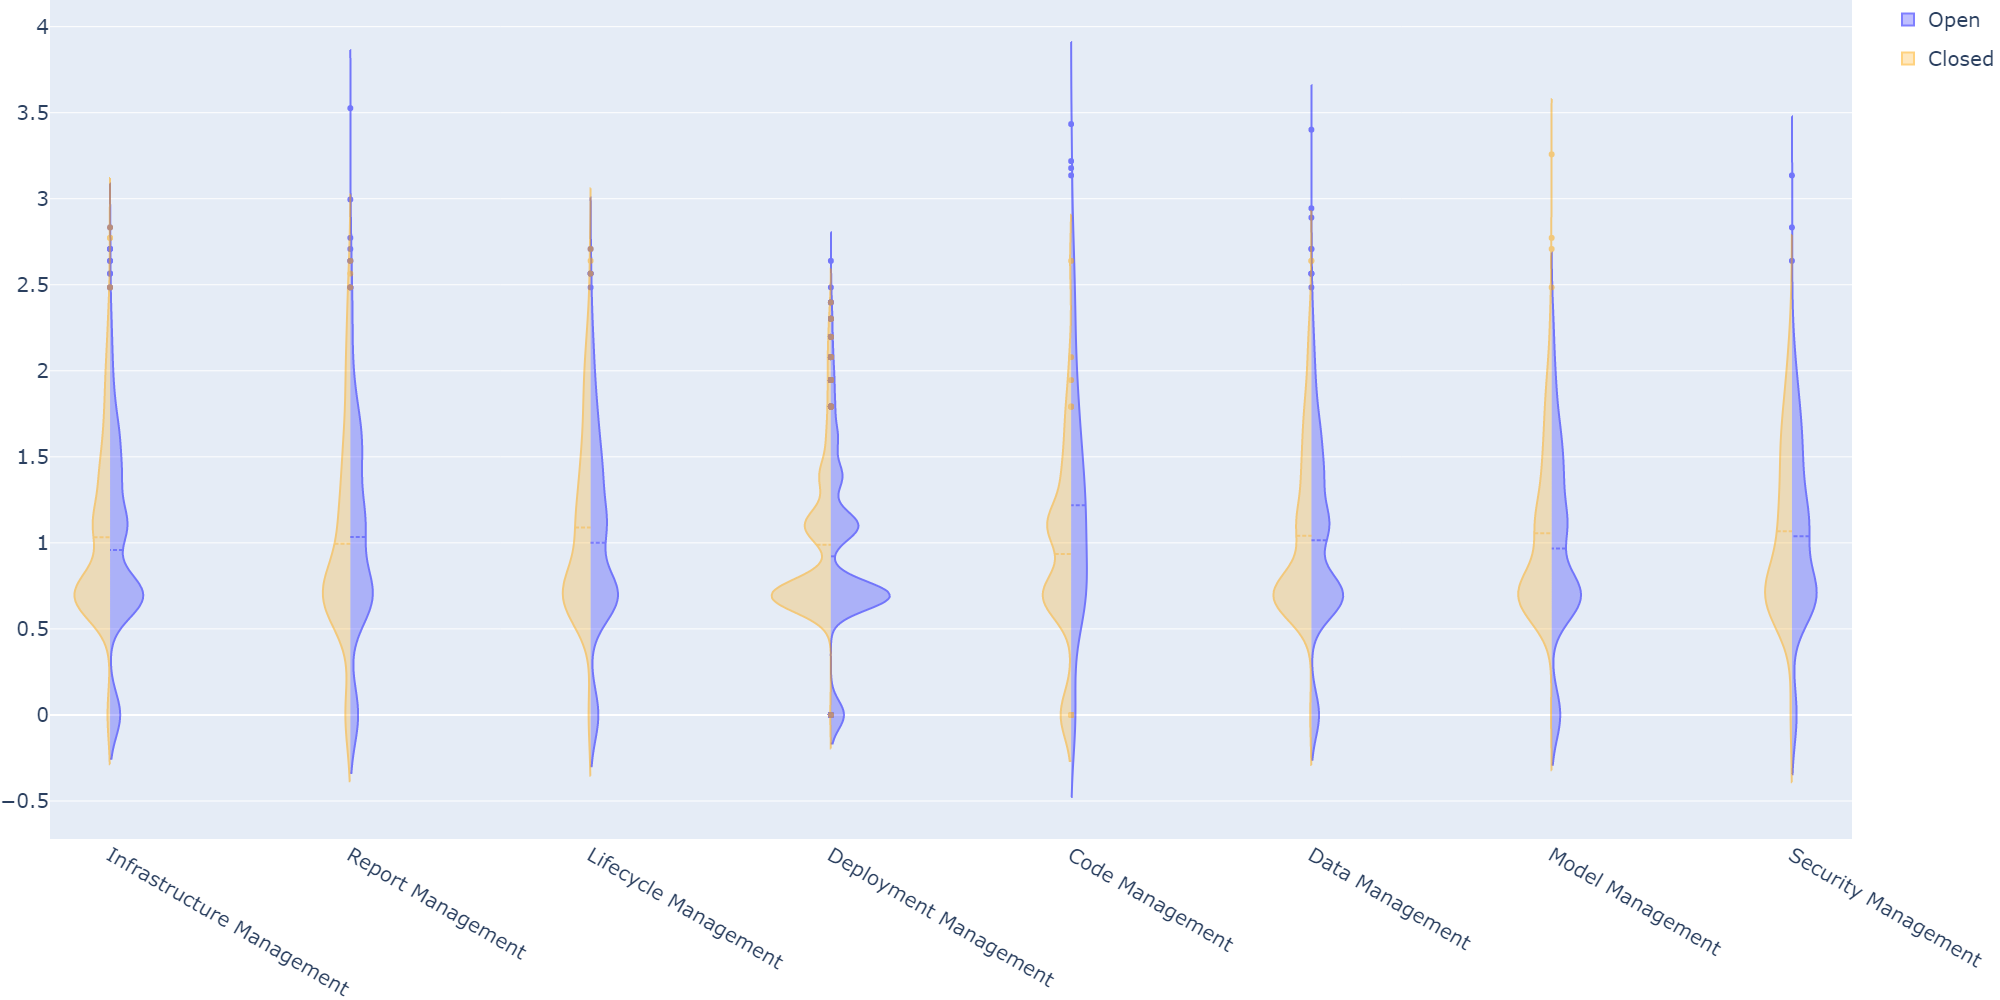 4
3.5
3
2.5
2
1.5
1
0.5
0
−0.5
Infrastructure Management
Report Management
Lifecycle Management
Deployment Management
Code Management
Data Management
Model Management
Security Management
Open
Closed